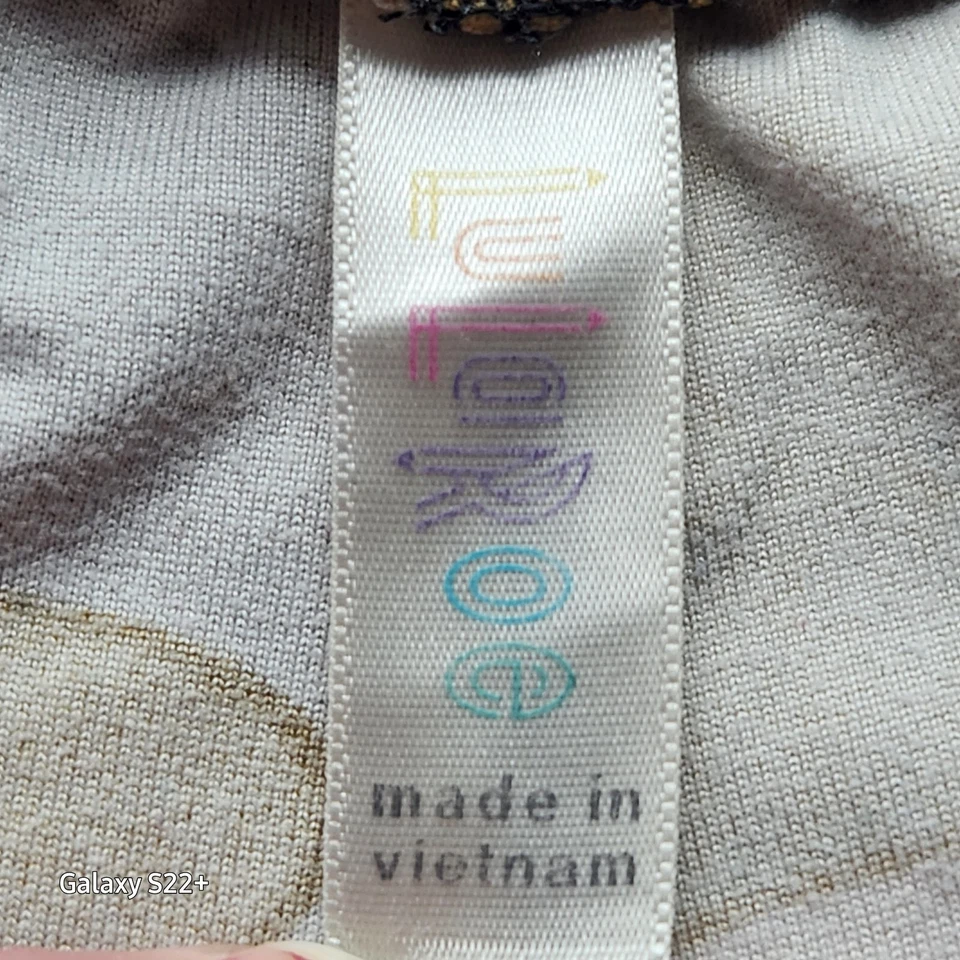 LuLaRoe
made in
vietnam
Galaxy S22+